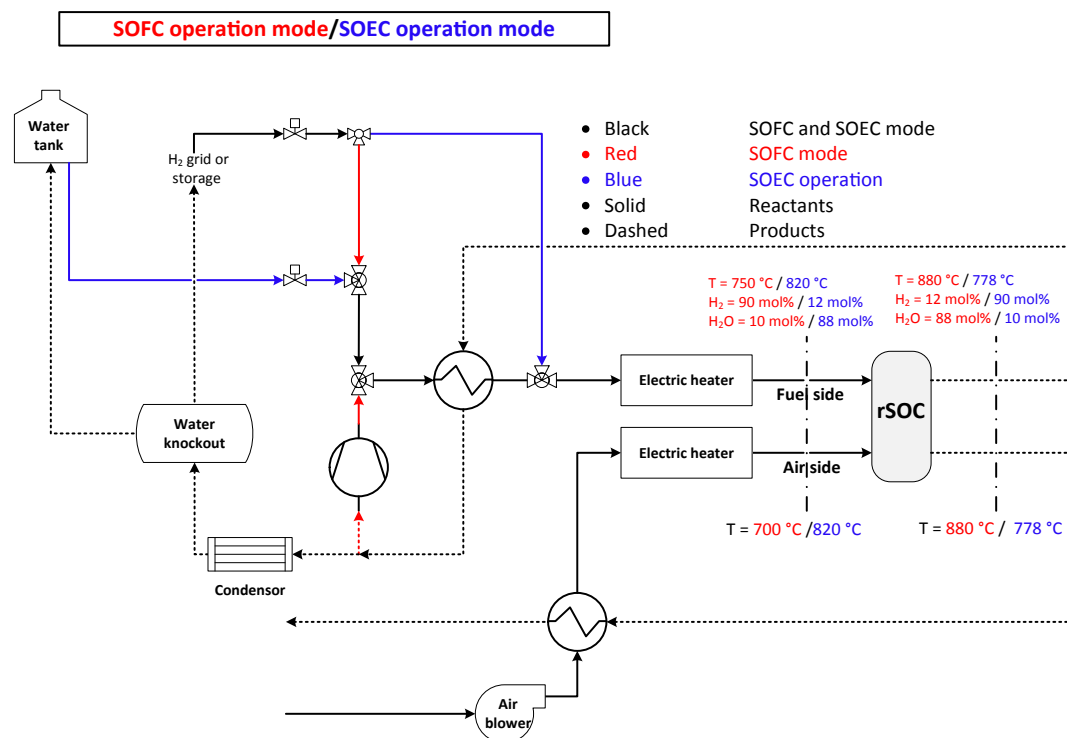 SOFC operation mode/SOEC operation mode
Water
tank
H₂ grid or
storage
• Black SOFC and SOEC mode
• Red SOFC mode
• Blue SOEC operation
• Solid Reactants
• Dashed Products
T = 750 °C / 820 °C
H₂ = 90 mol% / 12 mol%
H₂O = 10 mol% / 88 mol%
T = 880 °C / 778 °C
H₂ = 12 mol% / 90 mol%
H₂O = 88 mol% / 10 mol%
Electric heater
Fuel side
rSOC
Water
knockout
Electric heater
Air side
T = 700 °C /820 °C
T = 880 °C / 778 °C
Condensor
Air
blower